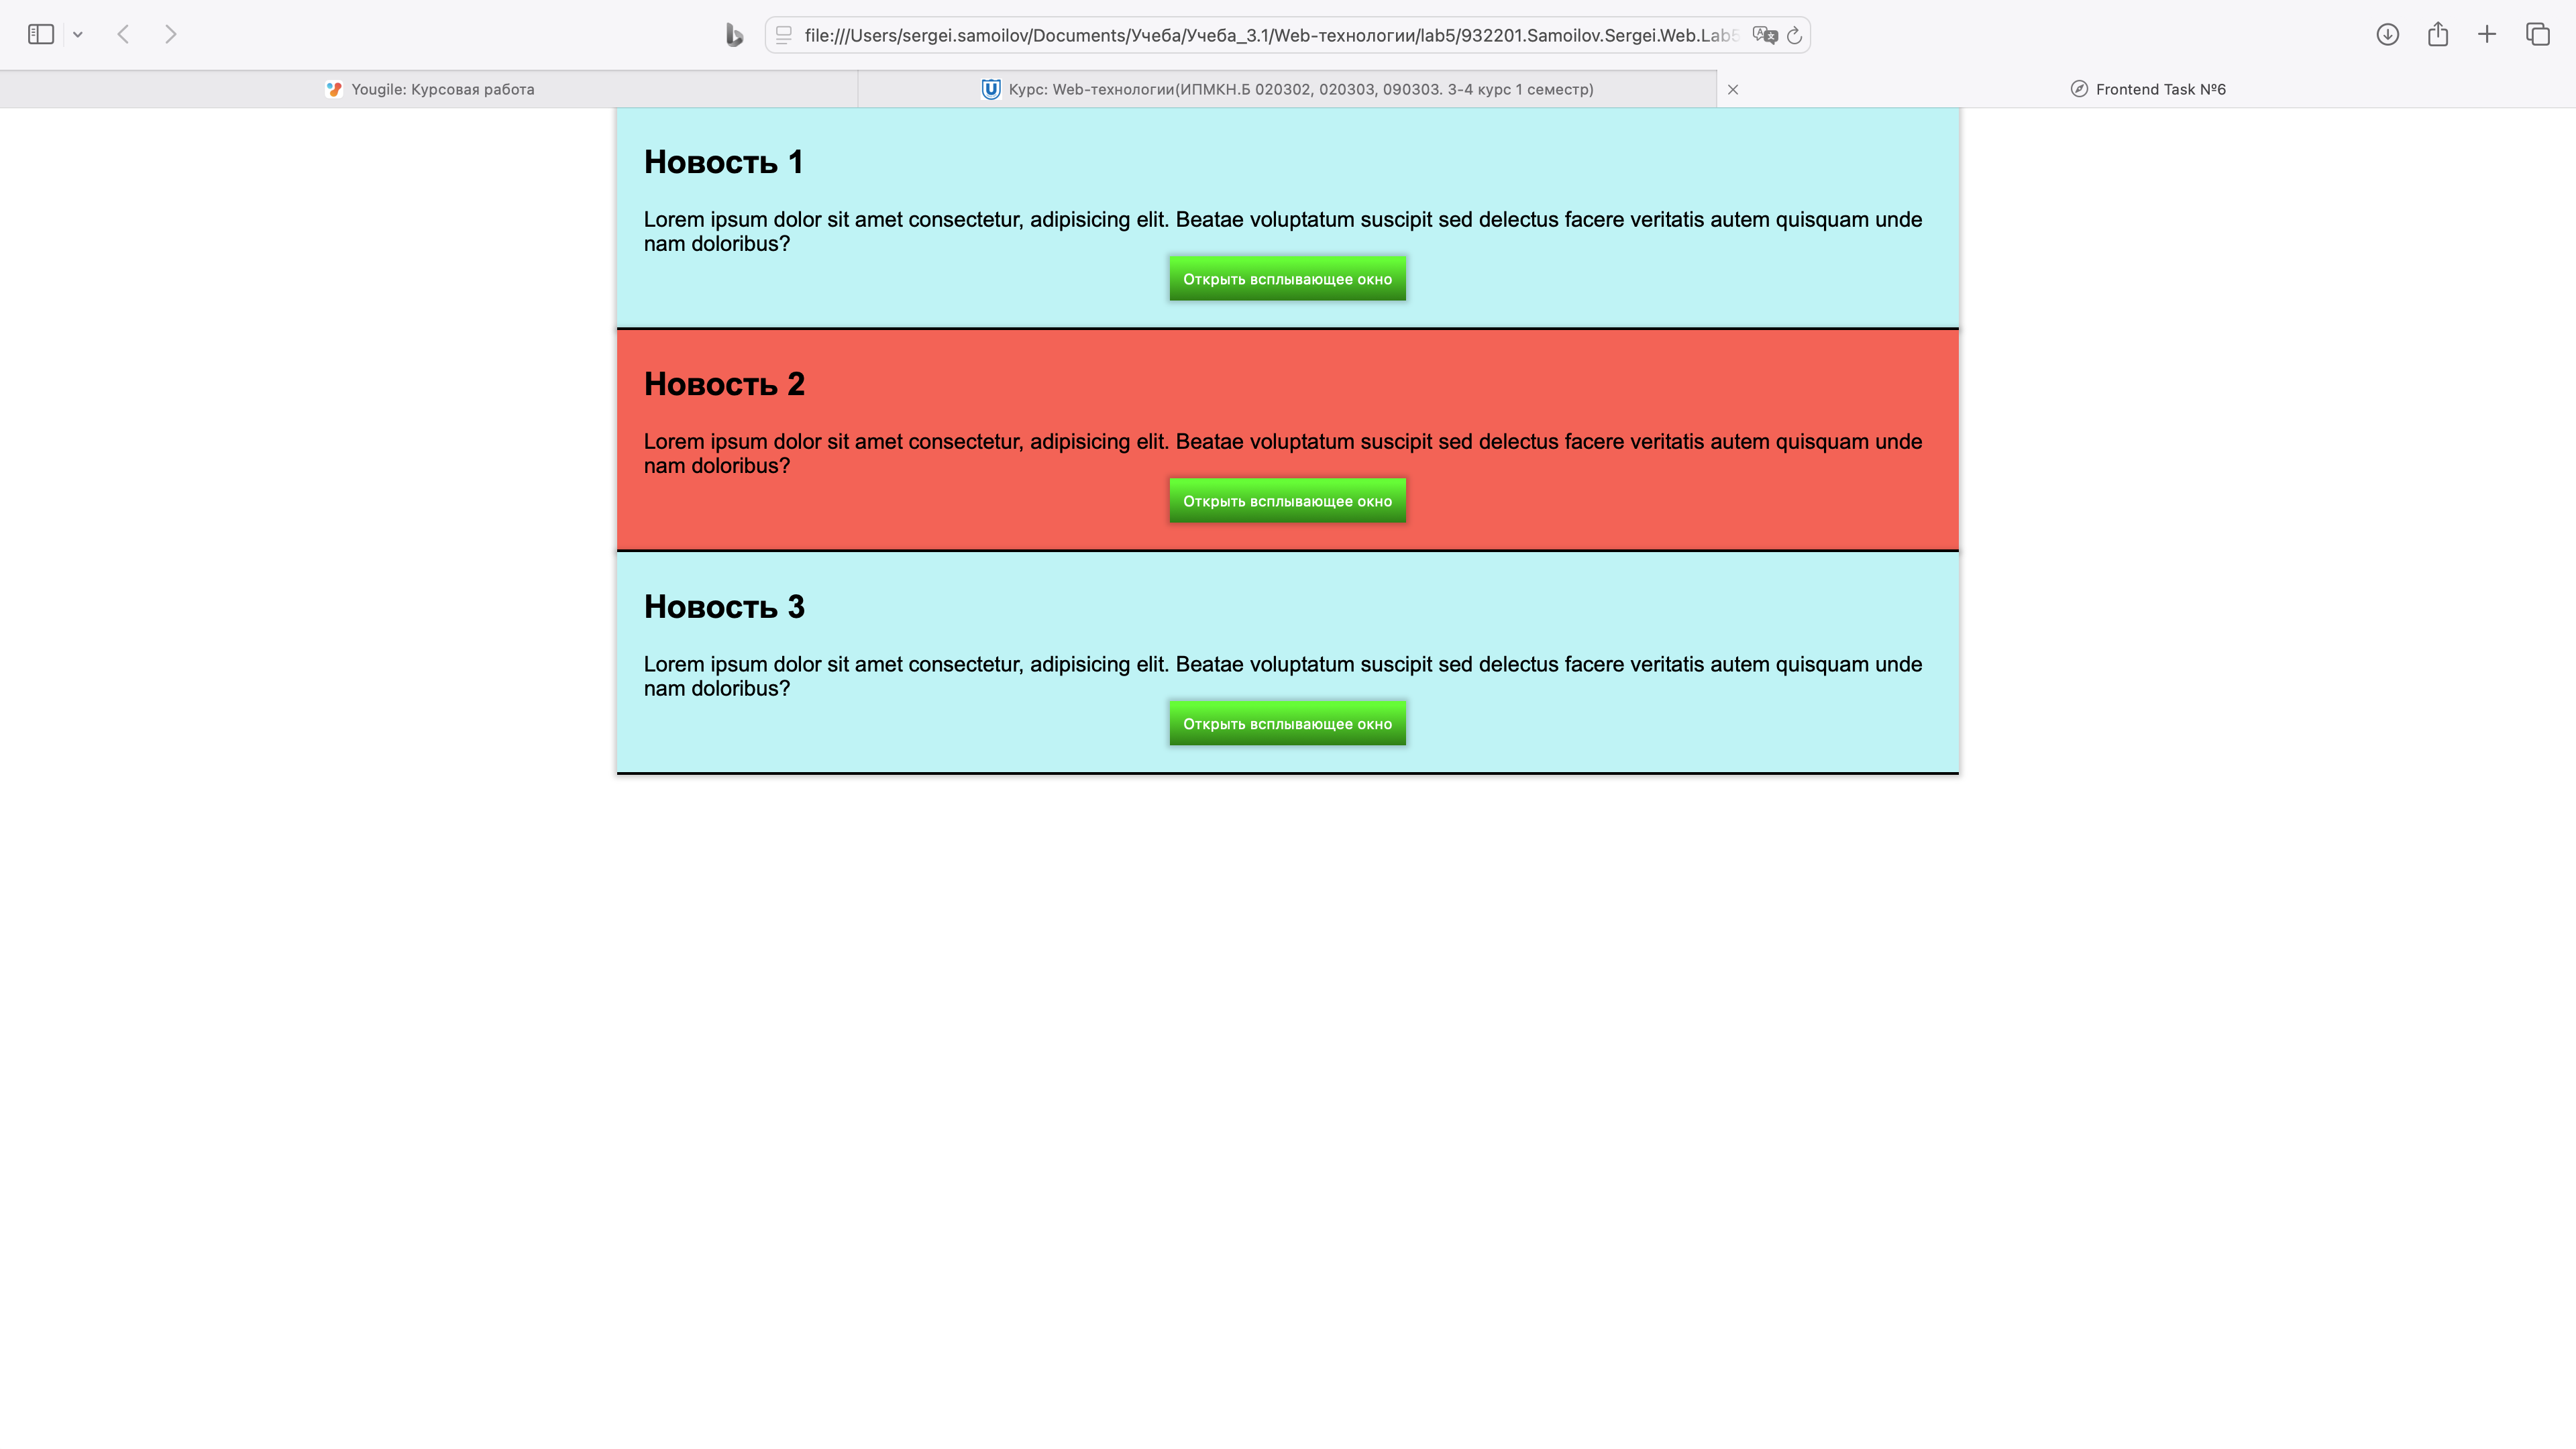 file:///Users/sergei.samoilov/Documents/Учеба/Учеба_3.1/Web-технологии/lab5/932201.Samoilov.Sergei.Web.Lab5
Yougile: Курсовая работа
Курс: Web-технологии(ИПМКН.Б 020302, 020303, 090303. 3-4 курс 1 семестр)
Frontend Task №6
Новость 1
Lorem ipsum dolor sit amet consectetur, adipisicing elit. Beatae voluptatum suscipit sed delectus facere veritatis autem quisquam unde
nam doloribus?
Открыть всплывающее окно
Новость 2
Lorem ipsum dolor sit amet consectetur, adipisicing elit. Beatae voluptatum suscipit sed delectus facere veritatis autem quisquam unde
nam doloribus?
Открыть всплывающее окно
Новость 3
Lorem ipsum dolor sit amet consectetur, adipisicing elit. Beatae voluptatum suscipit sed delectus facere veritatis autem quisquam unde
nam doloribus?
Открыть всплывающее окно